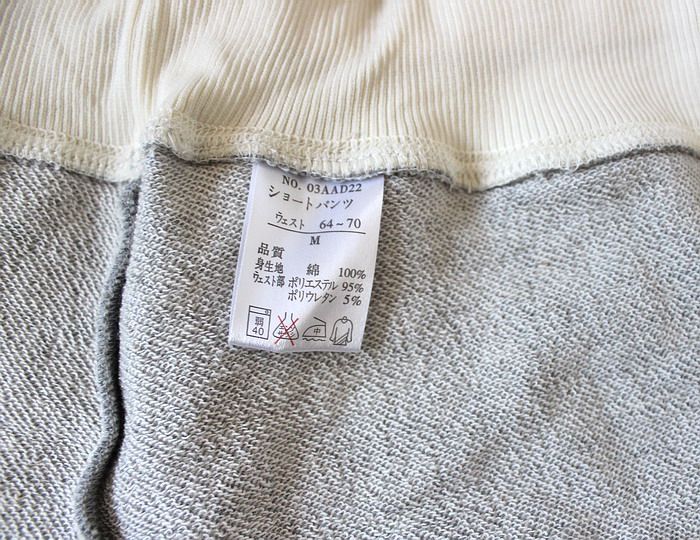 NO. 03AAD22
ショートパンツ
ウェスト 64~70
M
品質
身生地 綿 100%
ウェスト部 ポリエステル 95%
ポリウレタン 5%
弱
40
中